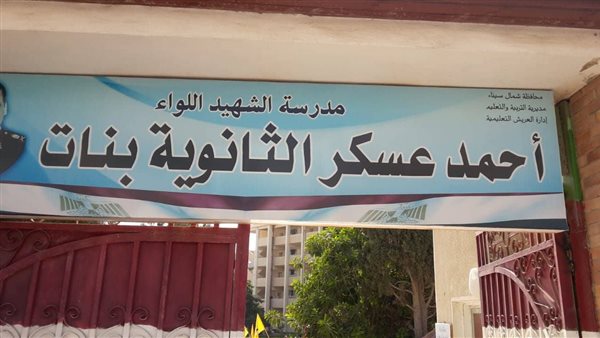 محافظة شمال سيناء
مديرية التربية والتعليم
إدارة العريش التعليمية
مدرسة الشهيد اللواء
أحمد عسكر الثانوية بنات